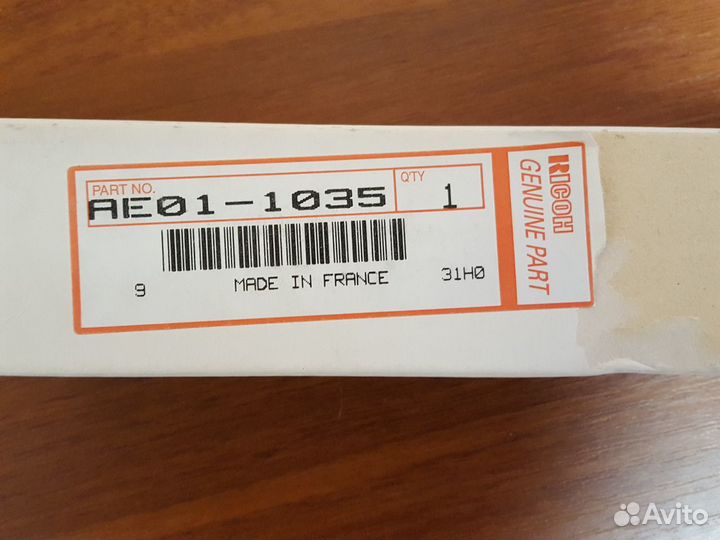 PART NO.
AE01-1035
QTY
1
9
MADE IN FRANCE
31H0
RICOH
GENUINE PART
Avito